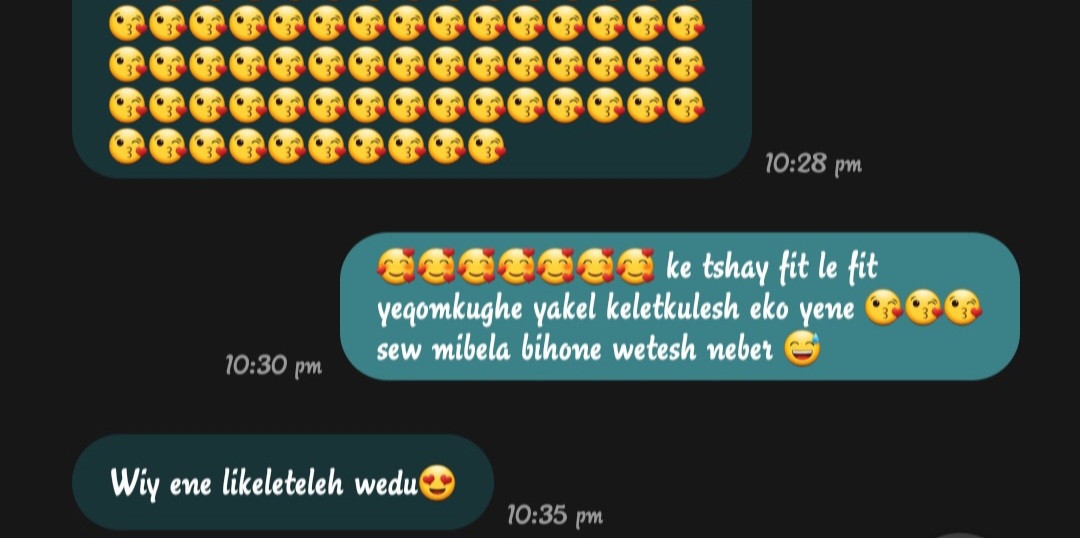 😘😘😘😘😘😘😘😘😘😘😘😘😘😘😘
😘😘😘😘😘😘😘😘😘😘😘😘😘😘😘
😘😘😘😘😘😘😘😘😘😘😘😘😘😘😘
😘😘😘😘😘😘😘😘😘😘
10:28 pm
🥰🥰🥰🥰🥰🥰🥰 ke tshay fit le fit
yeqomkughe yakel keletkulesh eko yene 😘😘😘
sew mibela bihone wetesh neber 😅
10:30 pm
Wiy ene likeleteleh wedu😍
10:35 pm